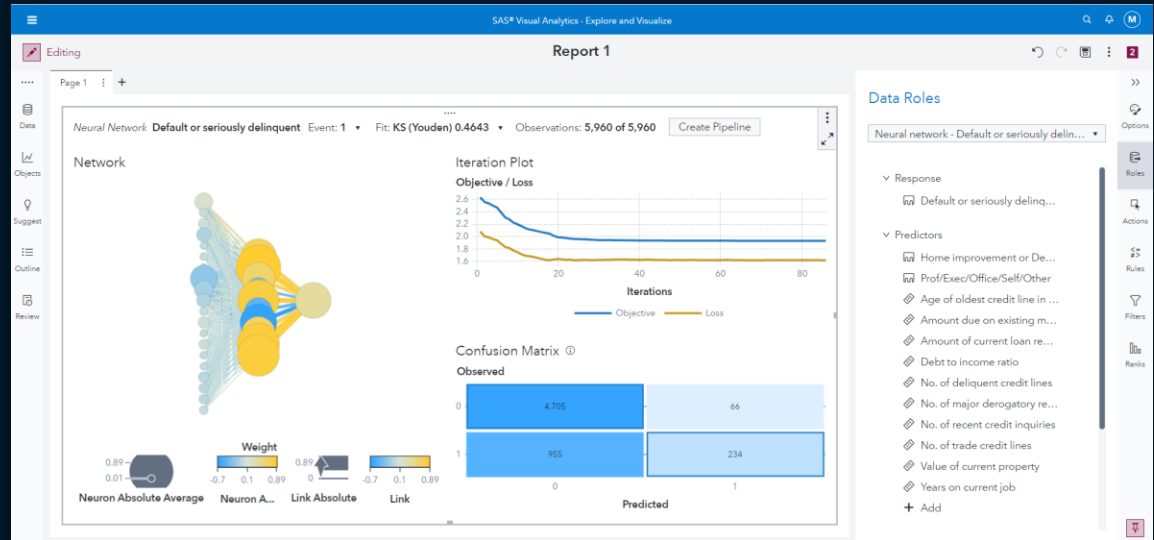 SAS® Visual Analytics - Explore and Visualize
M
Editing
Report 1
2
Page 1
Data
Objects
Suggest
Outline
Review
Neural Network Default or seriously delinquent Event: 1 Fit: KS (Youden) 0.4643 Observations: 5,960 of 5,960 Create Pipeline
Network
Weight
0.89
0.01
Neuron Absolute Average
-0.7 0.1 0.89
Neuron A...
0.89
0
Link Absolute
-0.7 0.1 0.89
Link
Iteration Plot
Objective / Loss
2.6
2.4
2.2
2.0
1.8
1.6
0 20 40 60 80
Iterations
Objective Loss
Confusion Matrix
Observed
0 4,705 66
1 955 234
0 1
Predicted
Data Roles
Neural network - Default or seriously delin...
Response
Default or seriously delinq...
Predictors
Home improvement or De...
Prof/Exec/Office/Self/Other
Age of oldest credit line in ...
Amount due on existing m...
Amount of current loan re...
Debt to income ratio
No. of deliquent credit lines
No. of major derogatory re...
No. of recent credit inquiries
No. of trade credit lines
Value of current property
Years on current job
+ Add
Options
Roles
Actions
Rules
Filters
Ranks